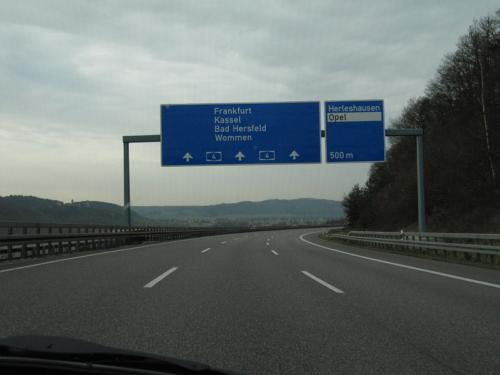 Frankfurt
Kassel
Bad Hersfeld
Wommen
4 4
Herleshausen
Opel
500 m